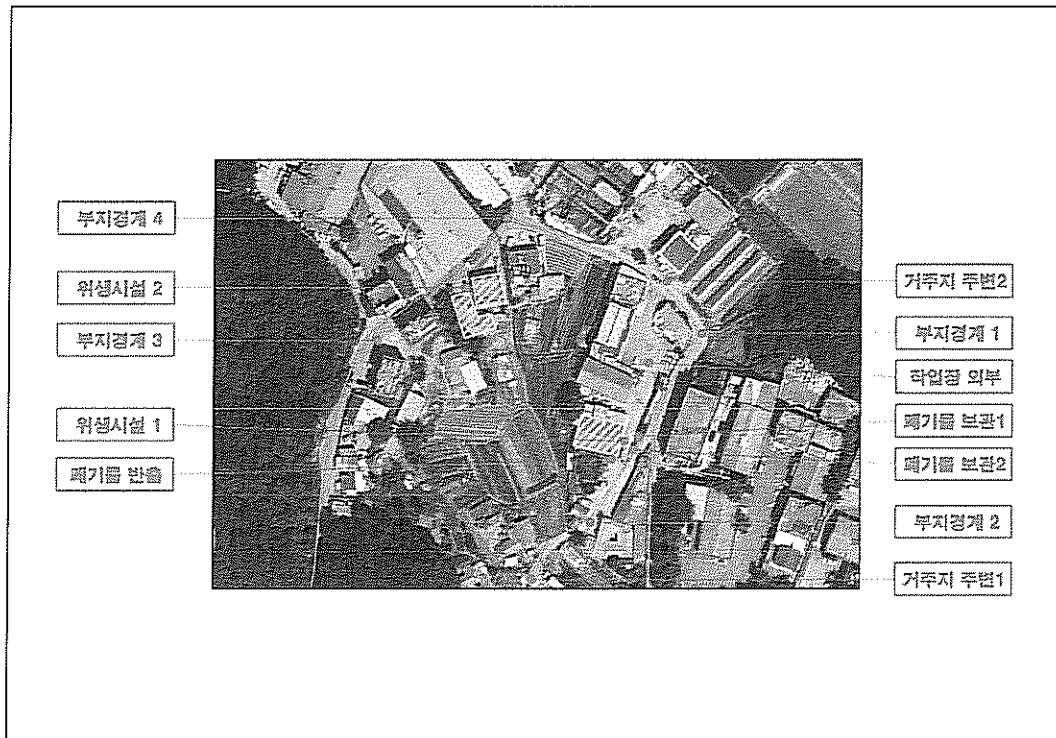 부지경계 4
위생시설 2
부지경계 3
위생시설 1
폐기물 반출
거주지 주변2
부지경계 1
작업장 외부
폐기물 보관1
폐기물 보관2
부지경계 2
거주지 주변1